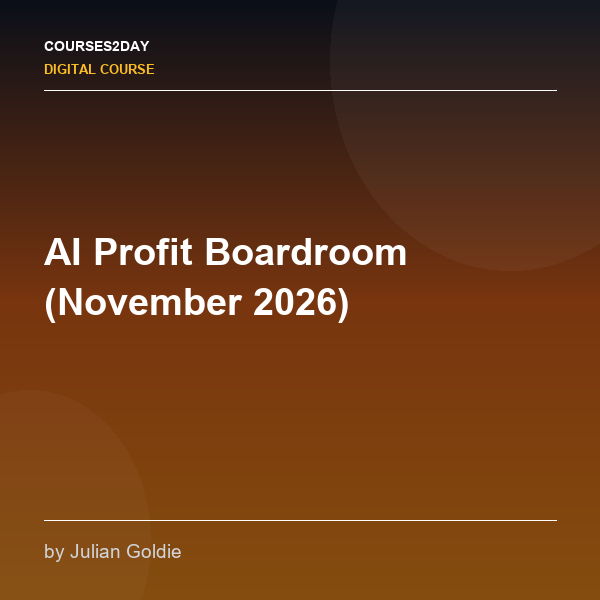 COURSES2DAY
DIGITAL COURSE
AI Profit Boardroom
(November 2026)
by Julian Goldie